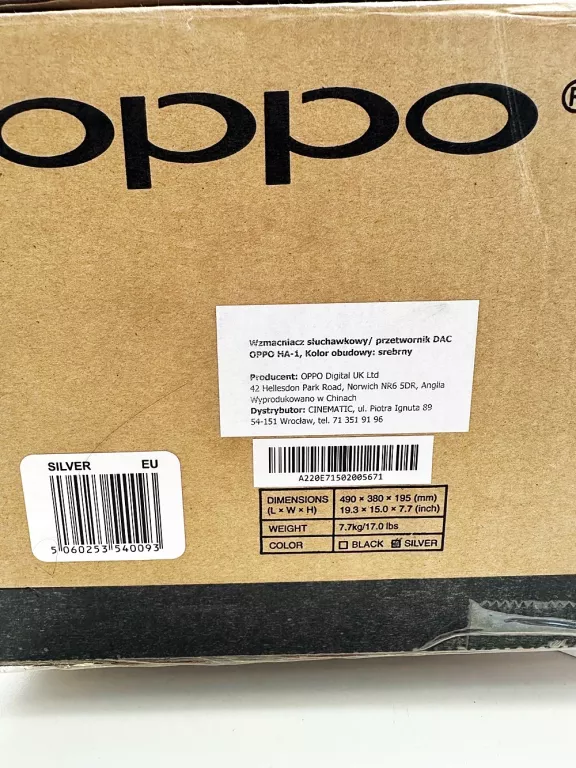 oppo ®
Wzmacniacz słuchawkowy/ przetwornik DAC
OPPO HA-1, Kolor obudowy: srebrny
Producent: OPPO Digital UK Ltd
42 Hellesdon Park Road, Norwich NR6 5DR, Anglia
Wyprodukowano w Chinach
Dystrybutor: CINEMATIC, ul. Piotra Ignuta 89
54-151 Wrocław, tel. 71 351 91 96
SILVER EU
5 060253 540093
A220E71502005671
DIMENSIONS (L × W × H) 490 × 380 × 195 (mm)
19.3 × 15.0 × 7.7 (inch)
WEIGHT 7.7kg/17.0 lbs
COLOR BLACK SILVER